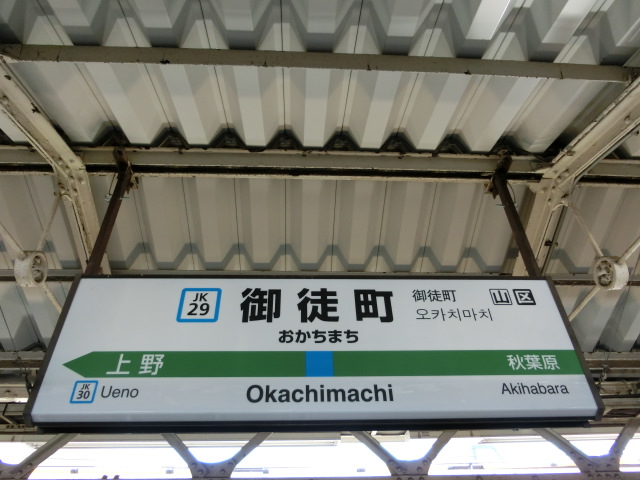 JK
29
御徒町
御徒町
오카치마치
山 区
おかちまち
上野
秋葉原
JK
30
Ueno
Okachimachi
Akihabara